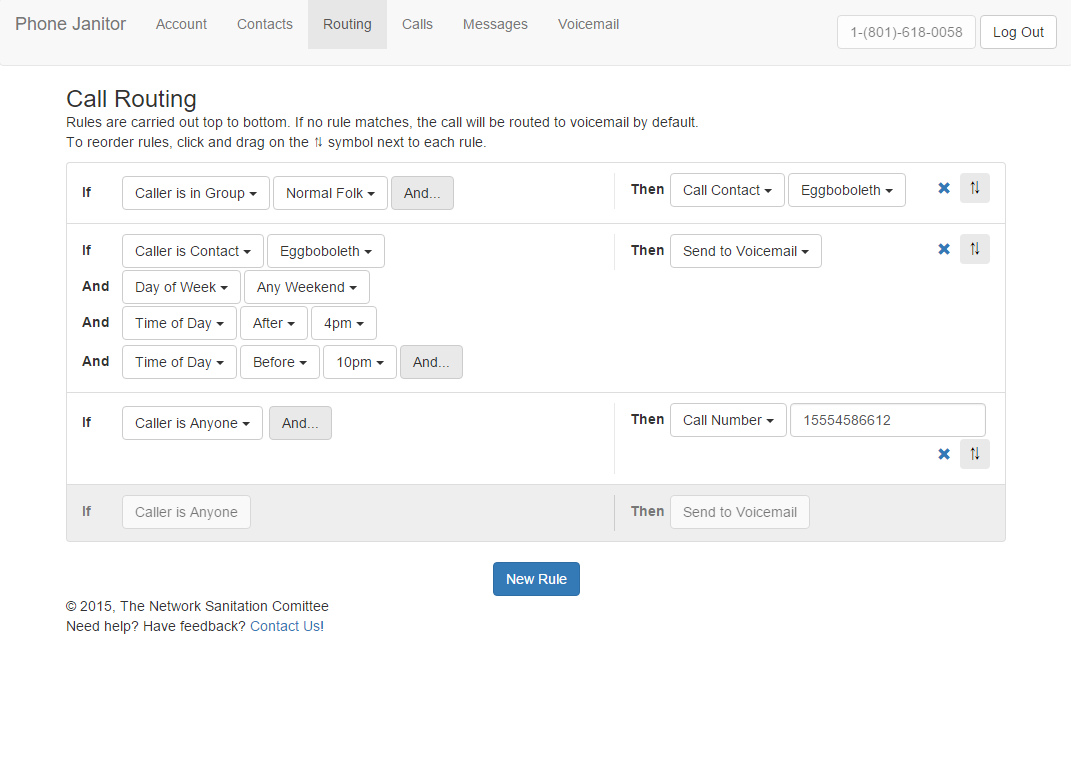 Phone Janitor Account Contacts Routing Calls Messages Voicemail 1-(801)-618-0058 Log Out
Call Routing
Rules are carried out top to bottom. If no rule matches, the call will be routed to voicemail by default.
To reorder rules, click and drag on the ⇅ symbol next to each rule.
If Caller is in Group Normal Folk And... Then Call Contact Eggboboleth
If Caller is Contact Eggboboleth Then Send to Voicemail
And Day of Week Any Weekend
And Time of Day After 4pm
And Time of Day Before 10pm And...
If Caller is Anyone And... Then Call Number 15554586612
If Caller is Anyone Then Send to Voicemail
New Rule
© 2015, The Network Sanitation Comittee
Need help? Have feedback? Contact Us!